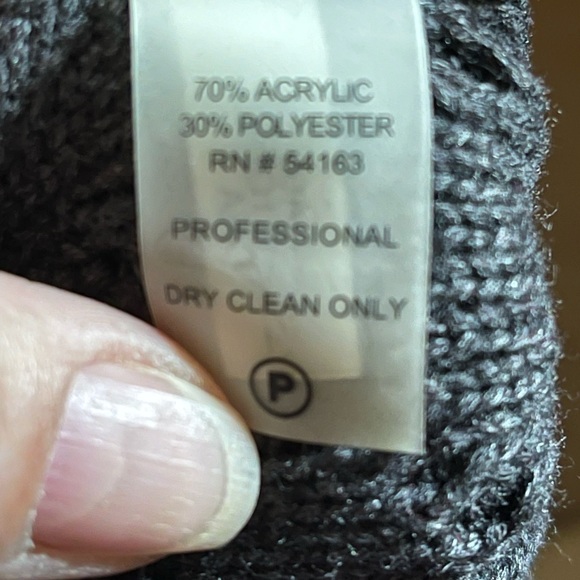 70% ACRYLIC
30% POLYESTER
RN # 54163
PROFESSIONAL
DRY CLEAN ONLY
P